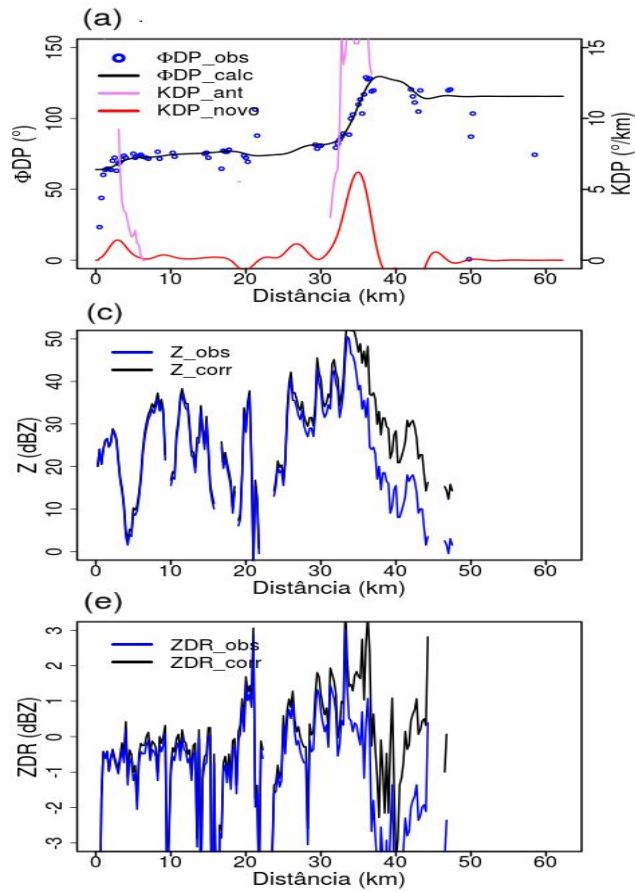 (a)
ΦDP_obs
ΦDP_calc
KDP_ant
KDP_novo
ΦDP (°)
0 50 100 150
KDP (°/km)
0 5 10 15
0 10 20 30 40 50 60
Distância (km)
(c)
Z_obs
Z_corr
Z (dBZ)
0 10 20 30 40 50
0 10 20 30 40 50 60
Distância (km)
(e)
ZDR_obs
ZDR_corr
ZDR (dBZ)
-3 -2 -1 0 1 2 3
0 10 20 30 40 50 60
Distância (km)